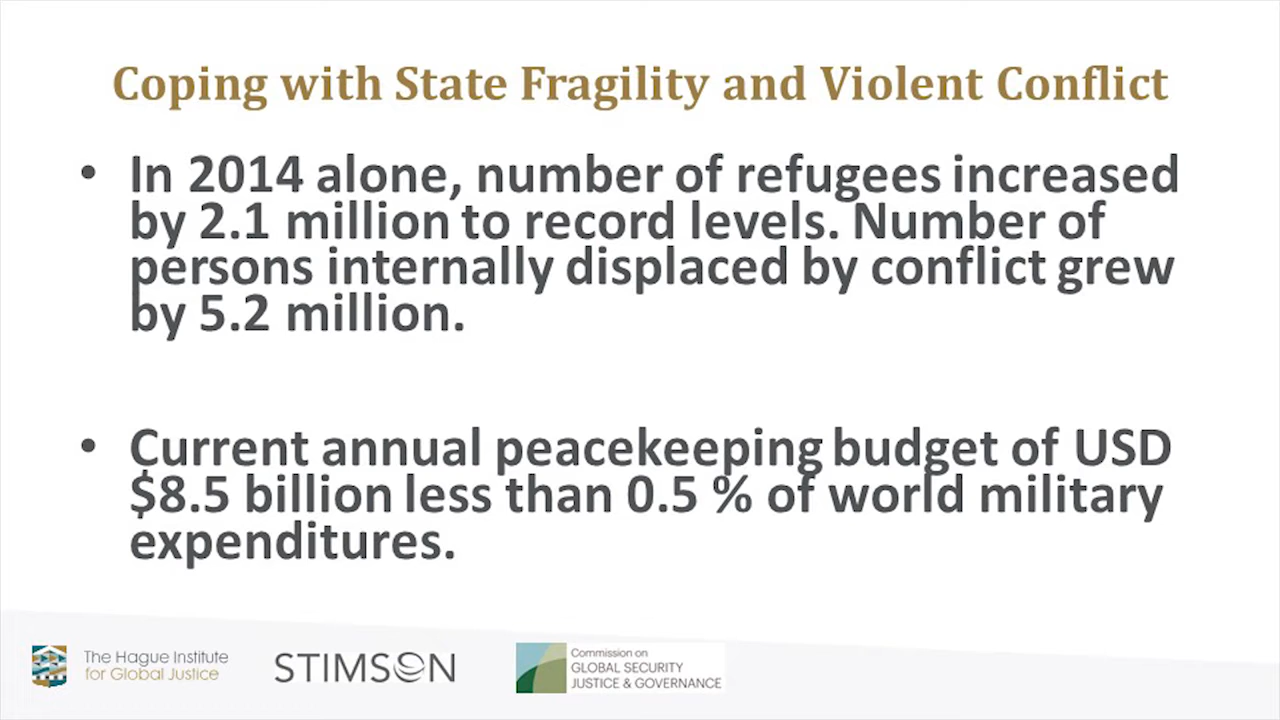 Coping with State Fragility and Violent Conflict
• In 2014 alone, number of refugees increased
by 2.1 million to record levels. Number of
persons internally displaced by conflict grew
by 5.2 million.
• Current annual peacekeeping budget of USD
$8.5 billion less than 0.5 % of world military
expenditures.
The Hague Institute
for Global Justice
STIMSON
Commission on
GLOBAL SECURITY
JUSTICE & GOVERNANCE